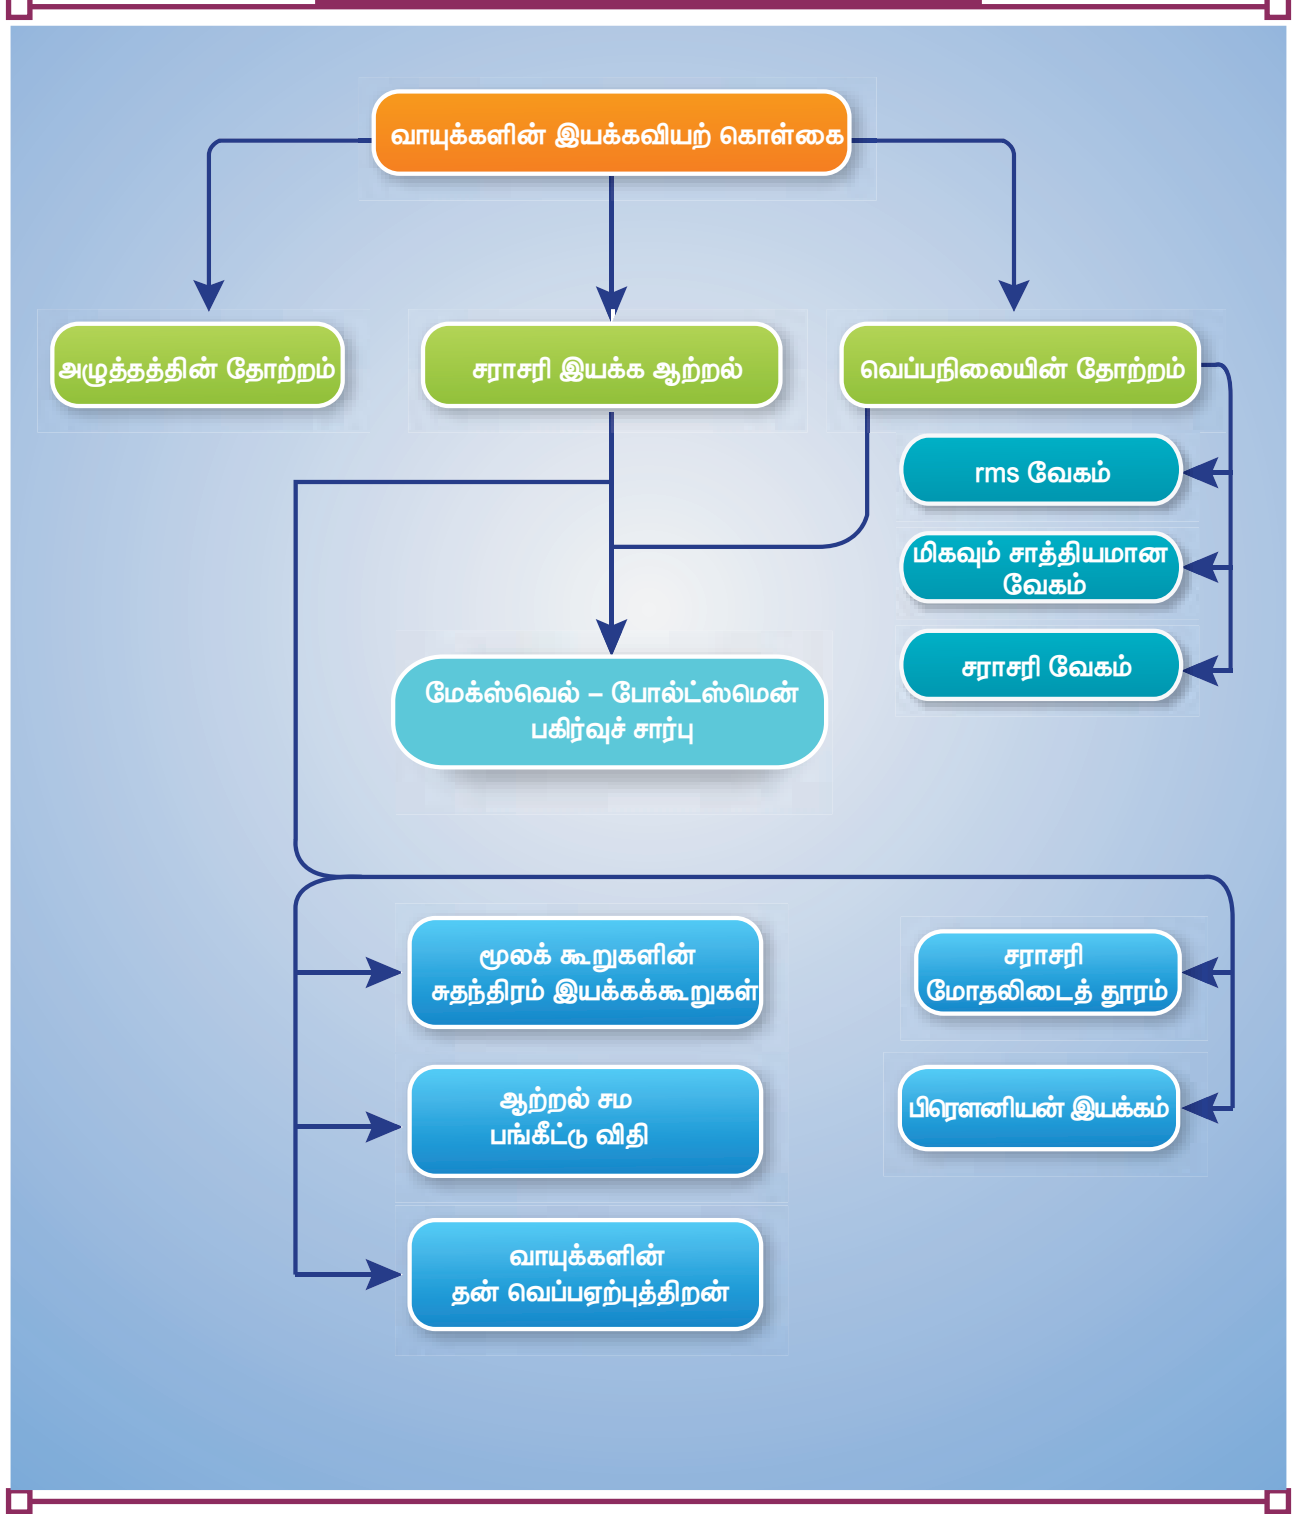 வாயுக்களின் இயக்கவியற் கொள்கை
அழுத்தத்தின் தோற்றம்
சராசரி இயக்க ஆற்றல்
வெப்பநிலையின் தோற்றம்
rms வேகம்
மிகவும் சாத்தியமான
வேகம்
சராசரி வேகம்
மேக்ஸ்வெல் – போல்ட்ஸ்மென்
பகிர்வுச் சார்பு
மூலக் கூறுகளின்
சுதந்திரம் இயக்கக்கூறுகள்
சராசரி
மோதலிடைத் தூரம்
ஆற்றல் சம
பங்கீட்டு விதி
பிரௌனியன் இயக்கம்
வாயுக்களின்
தன் வெப்பஏற்புத்திறன்